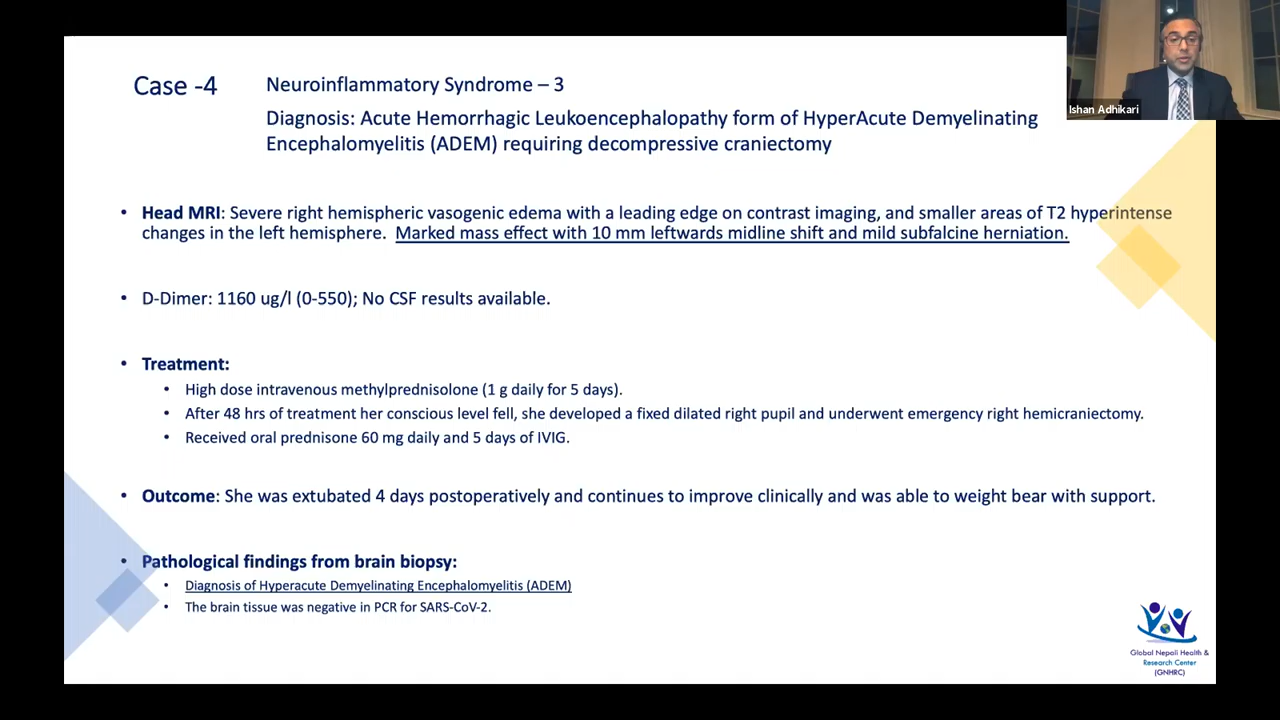 Ishan Adhikari
Case -4
Neuroinflammatory Syndrome – 3
Diagnosis: Acute Hemorrhagic Leukoencephalopathy form of HyperAcute Demyelinating
Encephalomyelitis (ADEM) requiring decompressive craniectomy
• Head MRI: Severe right hemispheric vasogenic edema with a leading edge on contrast imaging, and smaller areas of T2 hyperintense
changes in the left hemisphere. Marked mass effect with 10 mm leftwards midline shift and mild subfalcine herniation.
• D-Dimer: 1160 ug/l (0-550); No CSF results available.
• Treatment:
• High dose intravenous methylprednisolone (1 g daily for 5 days).
• After 48 hrs of treatment her conscious level fell, she developed a fixed dilated right pupil and underwent emergency right hemicraniectomy.
• Received oral prednisone 60 mg daily and 5 days of IVIG.
• Outcome: She was extubated 4 days postoperatively and continues to improve clinically and was able to weight bear with support.
• Pathological findings from brain biopsy:
• Diagnosis of Hyperacute Demyelinating Encephalomyelitis (ADEM)
• The brain tissue was negative in PCR for SARS-CoV-2.
Global Nepali Health &
Research Center
(GNHRC)